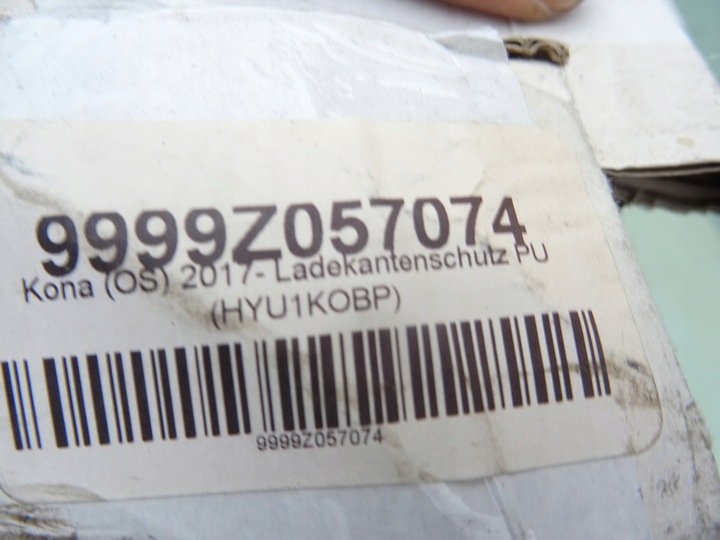 9999Z057074
Kona (OS) 2017- Ladekantenschutz PU
(HYU1KOBP)
9999Z057074